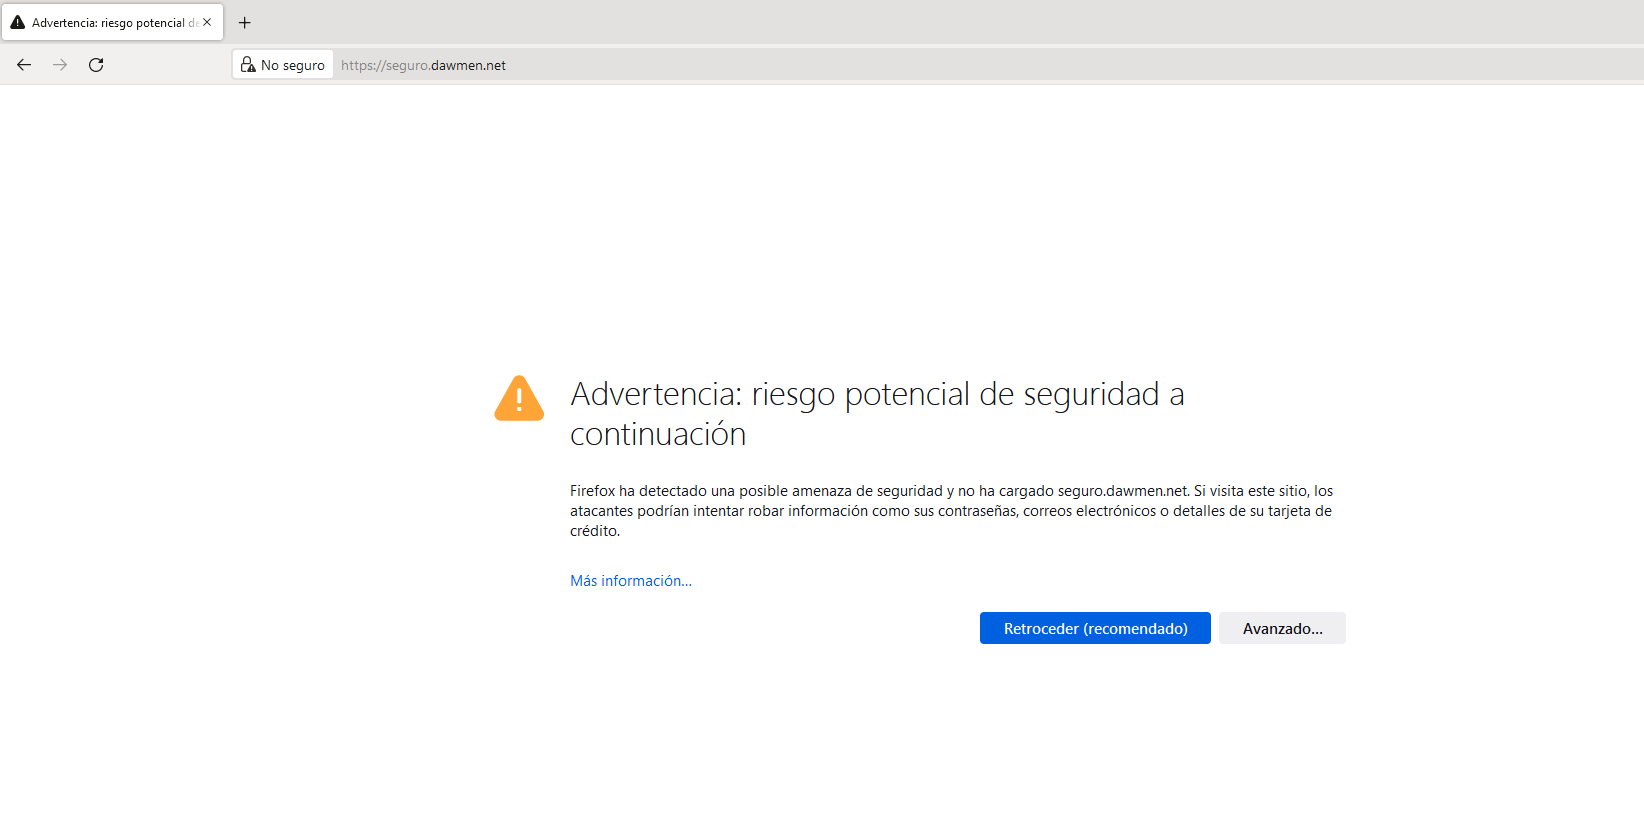 Advertencia: riesgo potencial de
No seguro
https://seguro.dawmen.net
Advertencia: riesgo potencial de seguridad a
continuación
Firefox ha detectado una posible amenaza de seguridad y no ha cargado seguro.dawmen.net. Si visita este sitio, los
atacantes podrían intentar robar información como sus contraseñas, correos electrónicos o detalles de su tarjeta de
crédito.
Más información...
Retroceder (recomendado)
Avanzado...